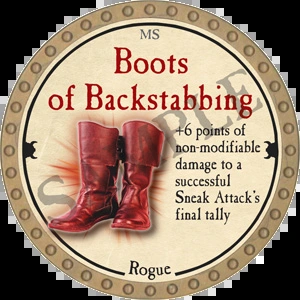 MS
Boots
of Backstabbing
+6 points of
non-modifiable
damage to a
successful
Sneak Attack's
final tally
SAMPLE
Rogue